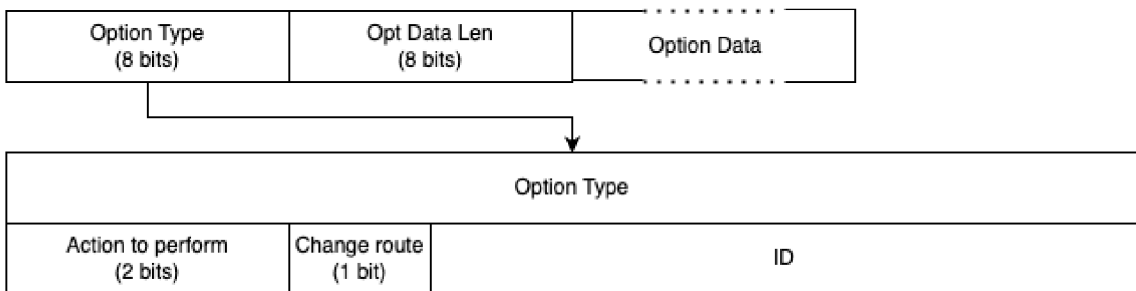 Option Type
(8 bits)
Opt Data Len
(8 bits)
Option Data
Option Type
Action to perform
(2 bits)
Change route
(1 bit)
ID